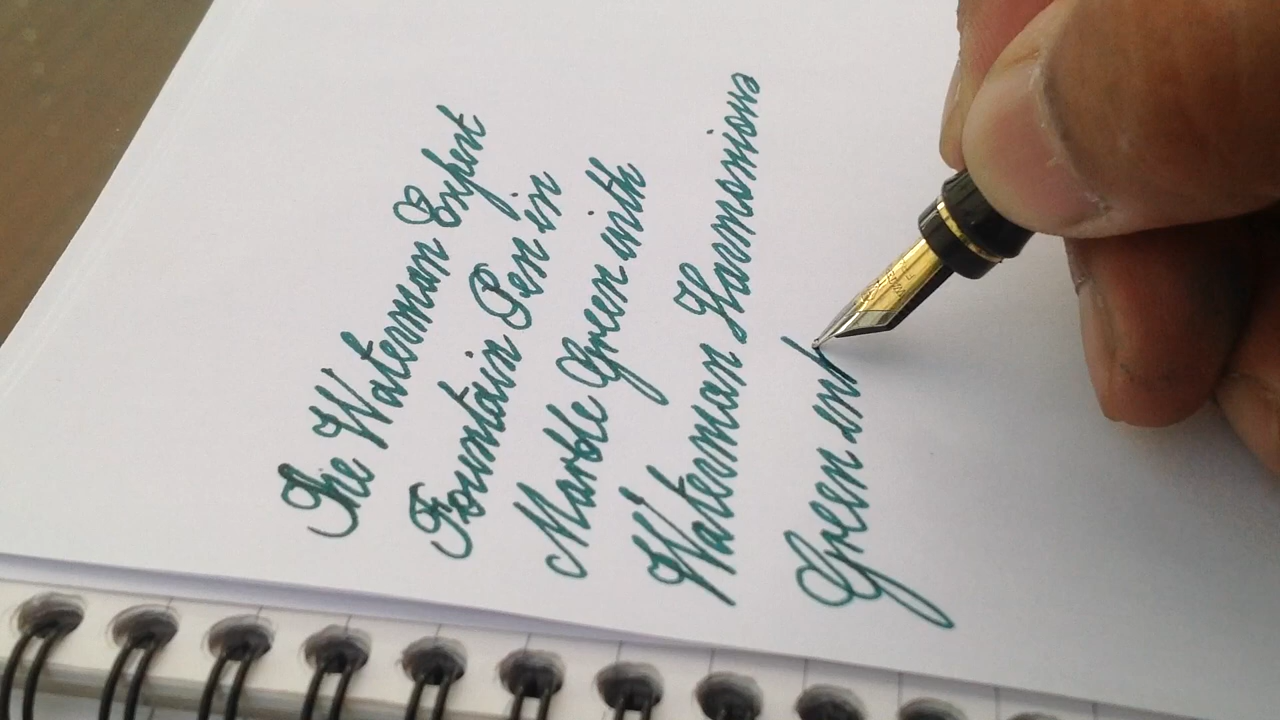 The Waterman Expert
Fountain Pen in
Marble Green with
Waterman Harmonious
Green ink